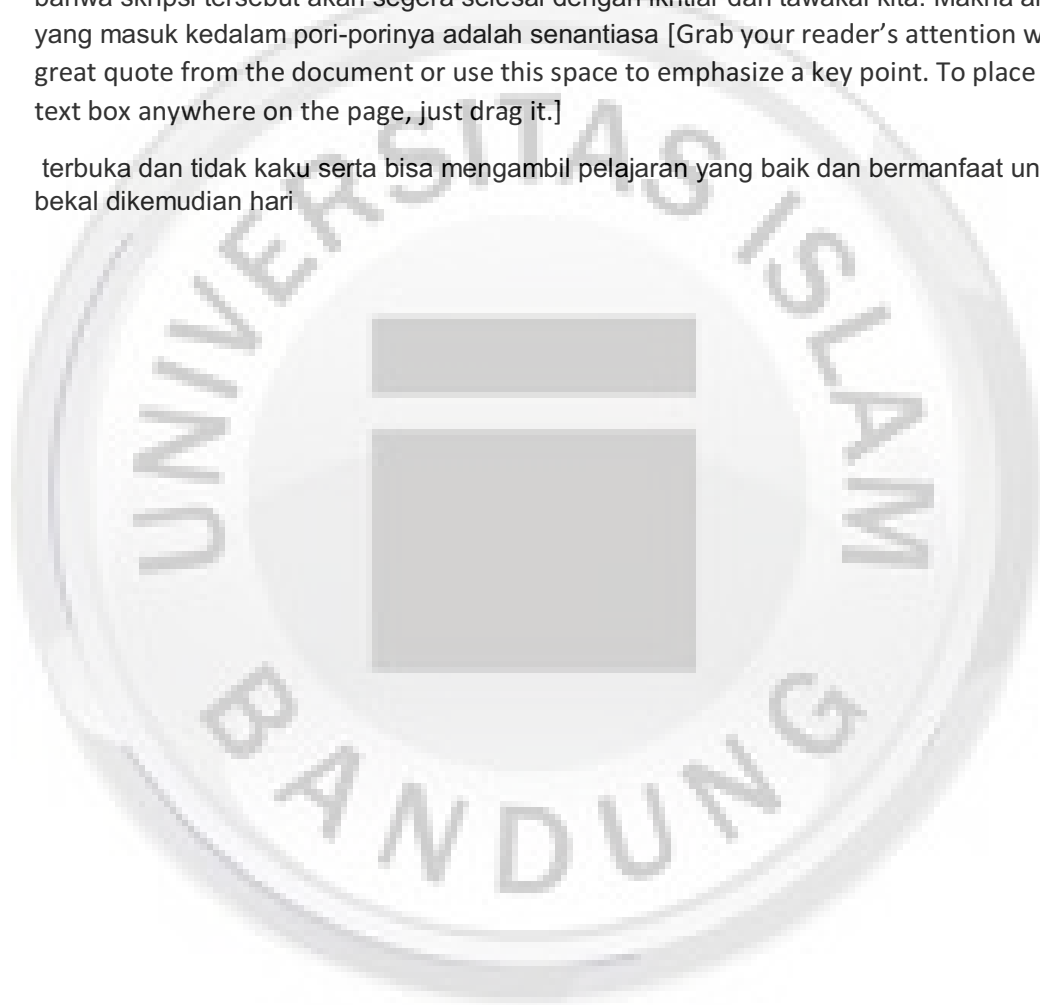 bahwa skripsi tersebut akan segera selesai dengan ikhtiar dan tawakal kita. Makna
yang masuk kedalam pori-porinya adalah senantiasa [Grab your reader’s attention
great quote from the document or use this space to emphasize a key point. To place
text box anywhere on the page, just drag it.]
terbuka dan tidak kaku serta bisa mengambil pelajaran yang baik dan bermanfaat
bekal dikemudian hari
UNIVERSITAS ISLAM
BANDUNG